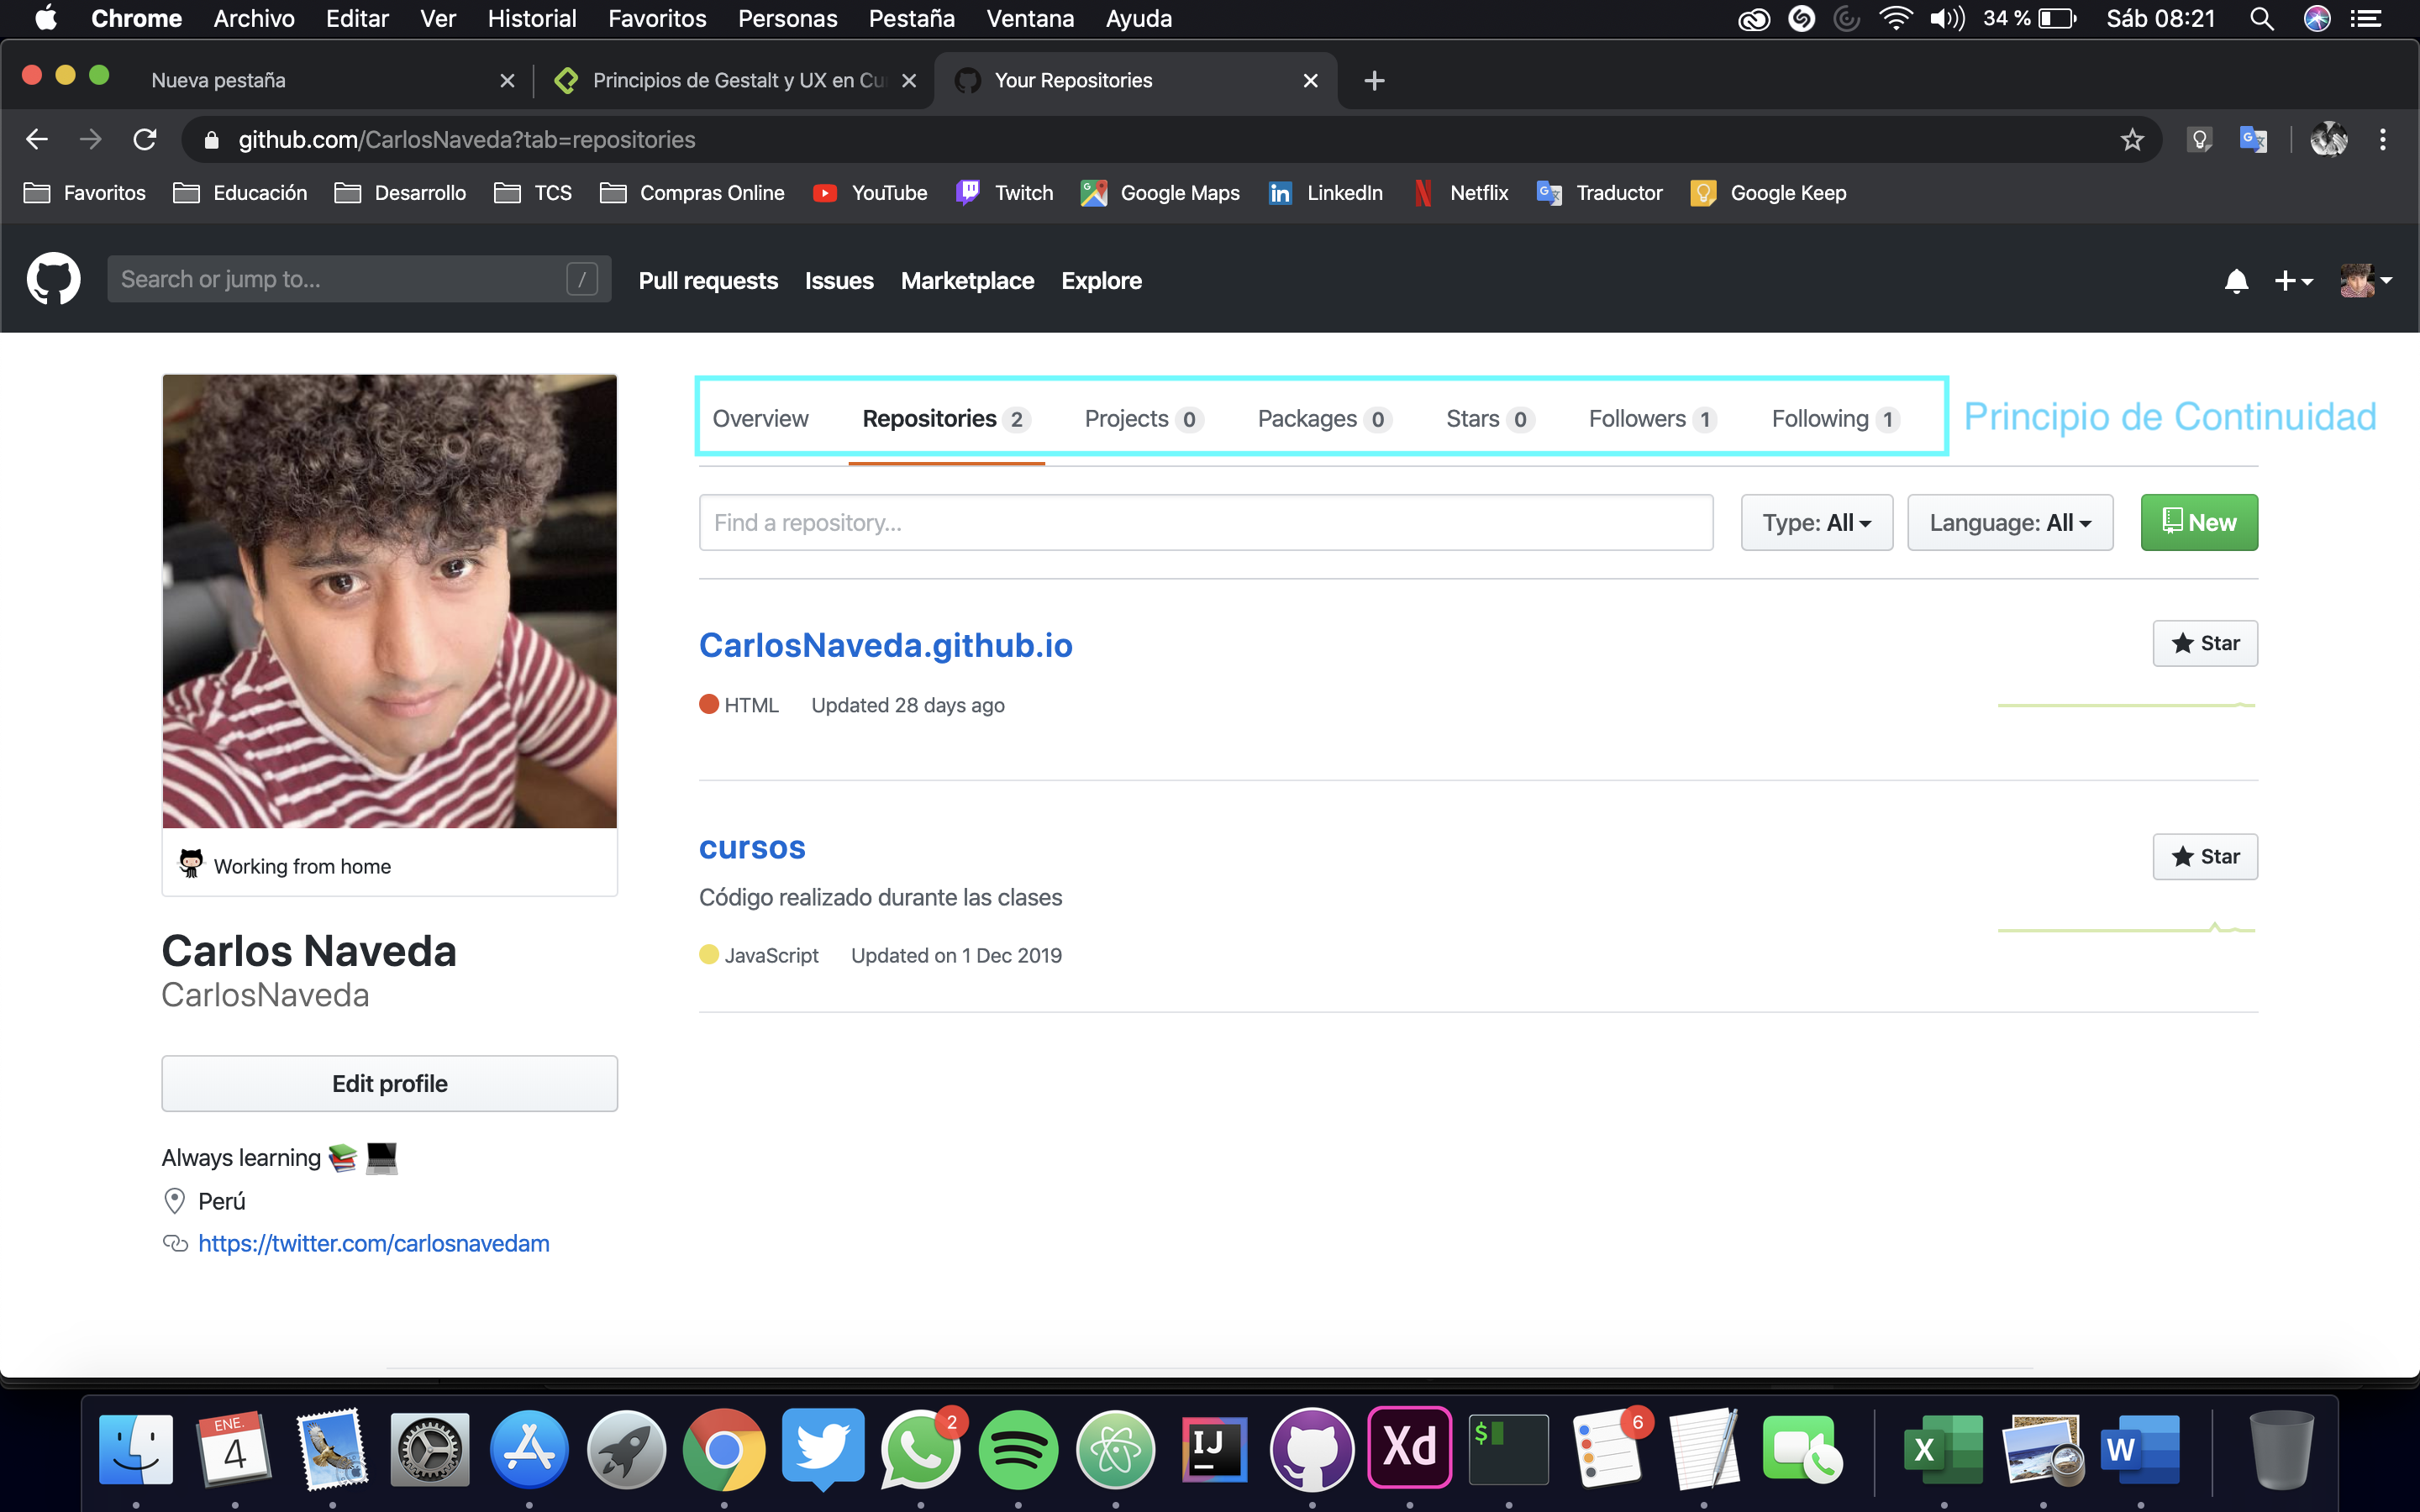 Chrome Archivo Editar Ver Historial Favoritos Personas Pestaña Ventana Ayuda 34 % Sáb 08:21
Nueva pestaña Principios de Gestalt y UX en Cu Your Repositories
github.com/CarlosNaveda?tab=repositories
Favoritos Educación Desarrollo TCS Compras Online YouTube Twitch Google Maps LinkedIn Netflix Traductor Google Keep
Search or jump to... / Pull requests Issues Marketplace Explore
Overview Repositories 2 Projects 0 Packages 0 Stars 0 Followers 1 Following 1 Principio de Continuidad
Find a repository... Type: All Language: All New
CarlosNaveda.github.io Star
HTML Updated 28 days ago
cursos Star
Código realizado durante las clases
JavaScript Updated on 1 Dec 2019
Working from home
Carlos Naveda
CarlosNaveda
Edit profile
Always learning
Perú
https://twitter.com/carlosnavedam
ENE.
4
2
IJ
Xd
$
6
X
W